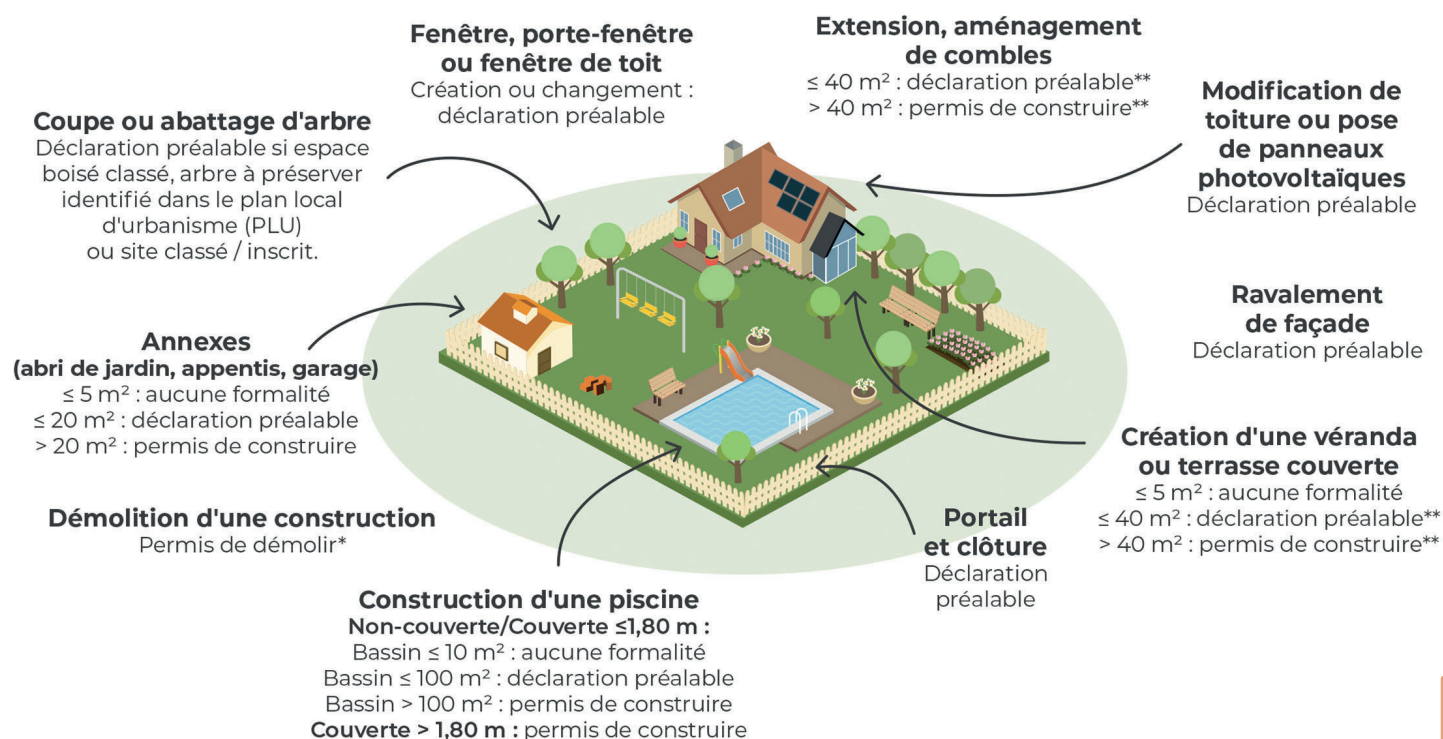 Fenêtre, porte-fenêtre
ou fenêtre de toit
Création ou changement :
déclaration préalable
Extension, aménagement
de combles
≤ 40 m² : déclaration préalable**
> 40 m² : permis de construire**
Modification de
toiture ou pose
de panneaux
photovoltaïques
Déclaration préalable
Coupe ou abattage d'arbre
Déclaration préalable si espace
boisé classé, arbre à préserver
identifié dans le plan local
d'urbanisme (PLU)
ou site classé / inscrit.
Ravalement
de façade
Déclaration préalable
Annexes
(abri de jardin, appentis, garage)
≤ 5 m² : aucune formalité
≤ 20 m² : déclaration préalable
> 20 m² : permis de construire
Création d'une véranda
ou terrasse couverte
≤ 5 m² : aucune formalité
≤ 40 m² : déclaration préalable**
> 40 m² : permis de construire**
Démolition d'une construction
Permis de démolir*
Portail
et clôture
Déclaration
préalable
Construction d'une piscine
Non-couverte/Couverte ≤1,80 m :
Bassin ≤ 10 m² : aucune formalité
Bassin ≤ 100 m² : déclaration préalable
Bassin > 100 m² : permis de construire
Couverte > 1,80 m : permis de construire